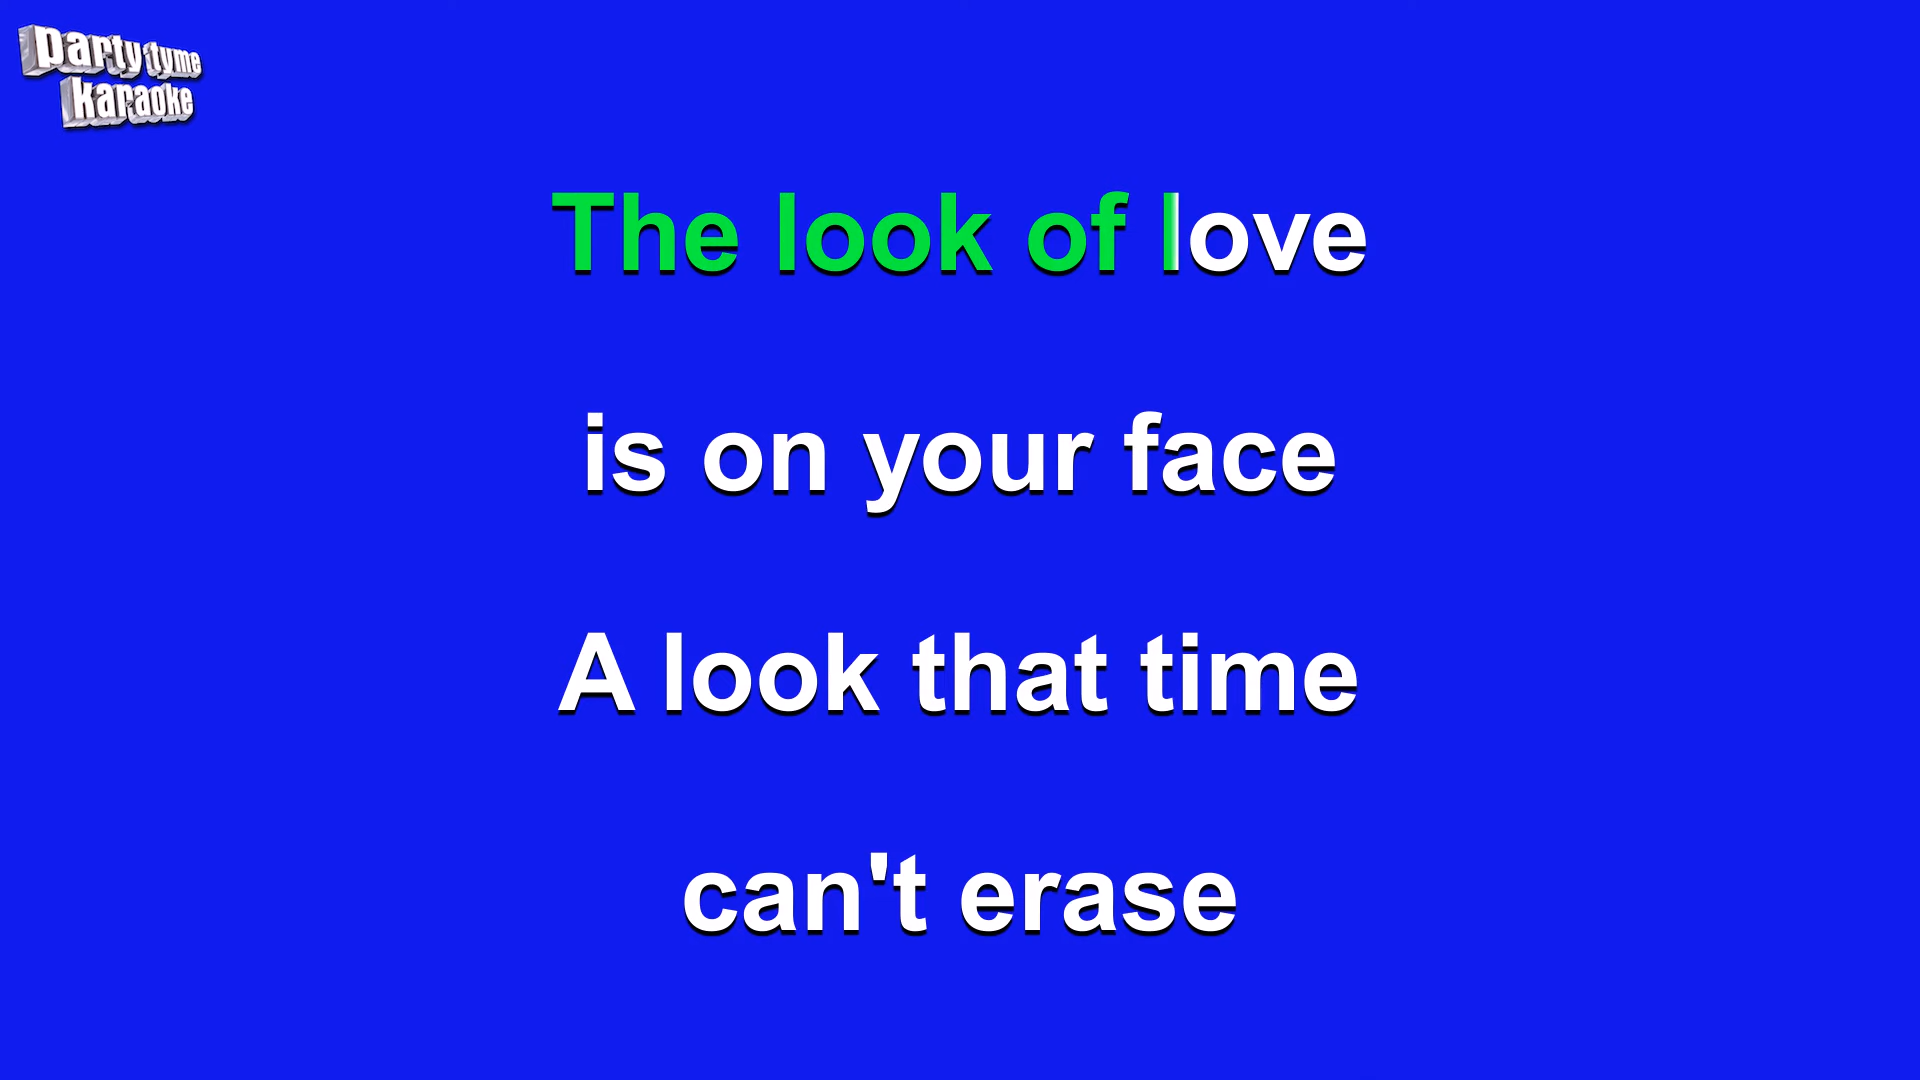 party tyme
karaoke
The look of love
is on your face
A look that time
can't erase